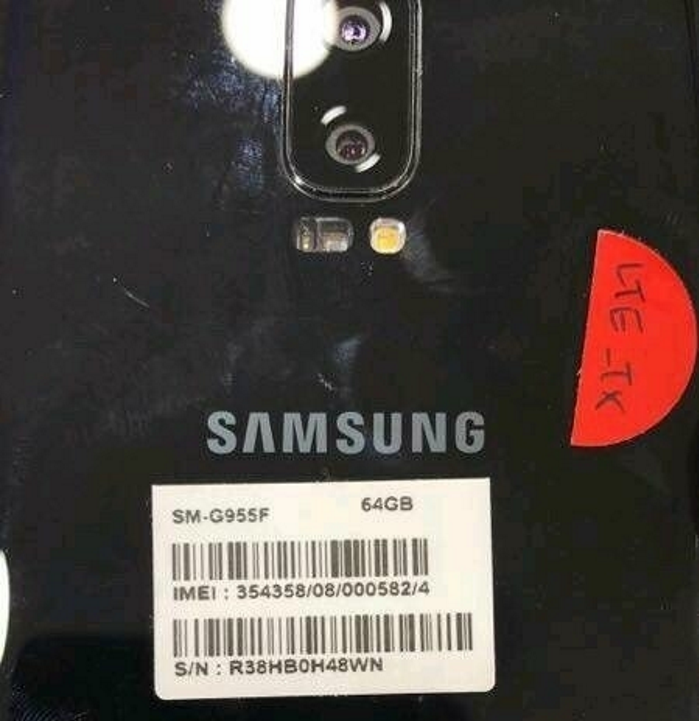 LTE-TX
SAMSUNG
SM-G955F 64GB
IMEI : 354358/08/000582/4
S/N : R38HB0H48WN